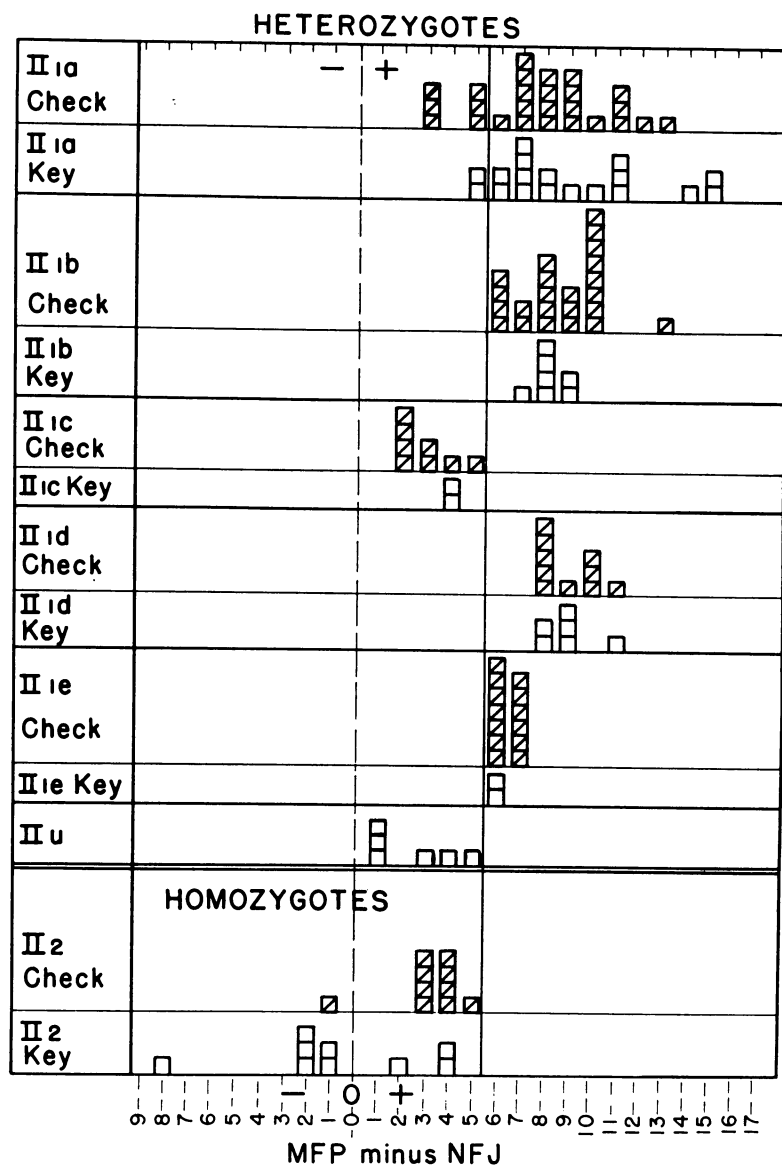 HETEROZYGOTES
II 1a
Check
− +
II 1a
Key
II 1b
Check
II 1b
Key
II 1c
Check
II 1c Key
II 1d
Check
II 1d
Key
II 1e
Check
II 1e Key
II u
HOMOZYGOTES
II 2
Check
II 2
Key
− 0 +
9 8 7 6 5 4 3 2 1 0 1 2 3 4 5 6 7 8 9 10 11 12 13 14 15 16 17
MFP minus NFJ